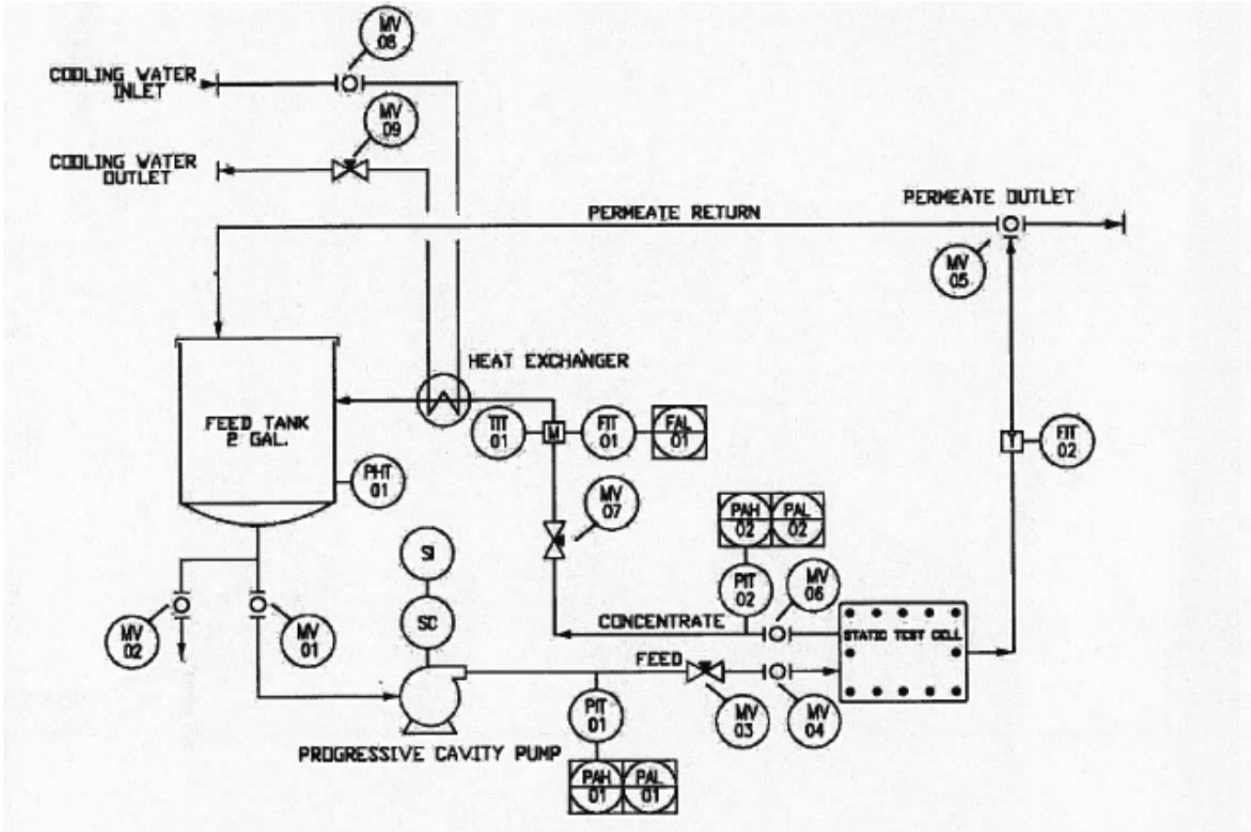 MV
08
COOLING WATER
INLET
MV
09
COOLING WATER
OUTLET
PERMEATE OUTLET
PERMEATE RETURN
MV
05
HEAT EXCHANGER
FEED TANK
2 GAL.
TIT
01
M
FIT
01
FAL
01
Y
FIT
02
PHT
01
MV
07
PAH
02
PAL
02
SI
PIT
02
MV
06
SC
CONCENTRATE
STATIC TEST CELL
MV
02
MV
01
FEED
PIT
01
MV
03
MV
04
PROGRESSIVE CAVITY PUMP
PAH
01
PAL
01